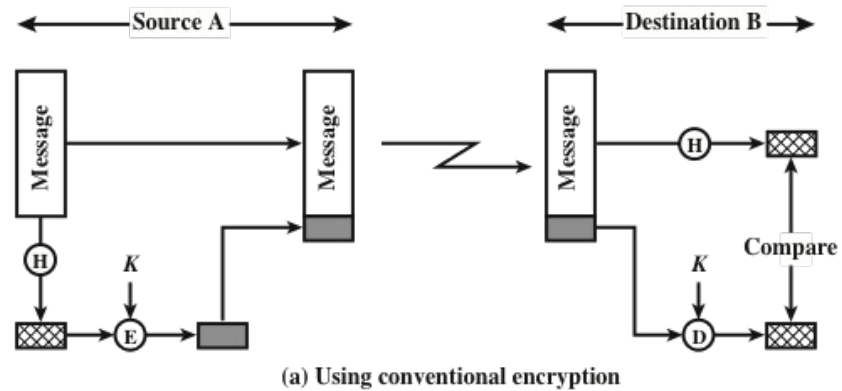 Source A
Destination B
Message
Message
Message
H
H
K
K
Compare
E
D
(a) Using conventional encryption